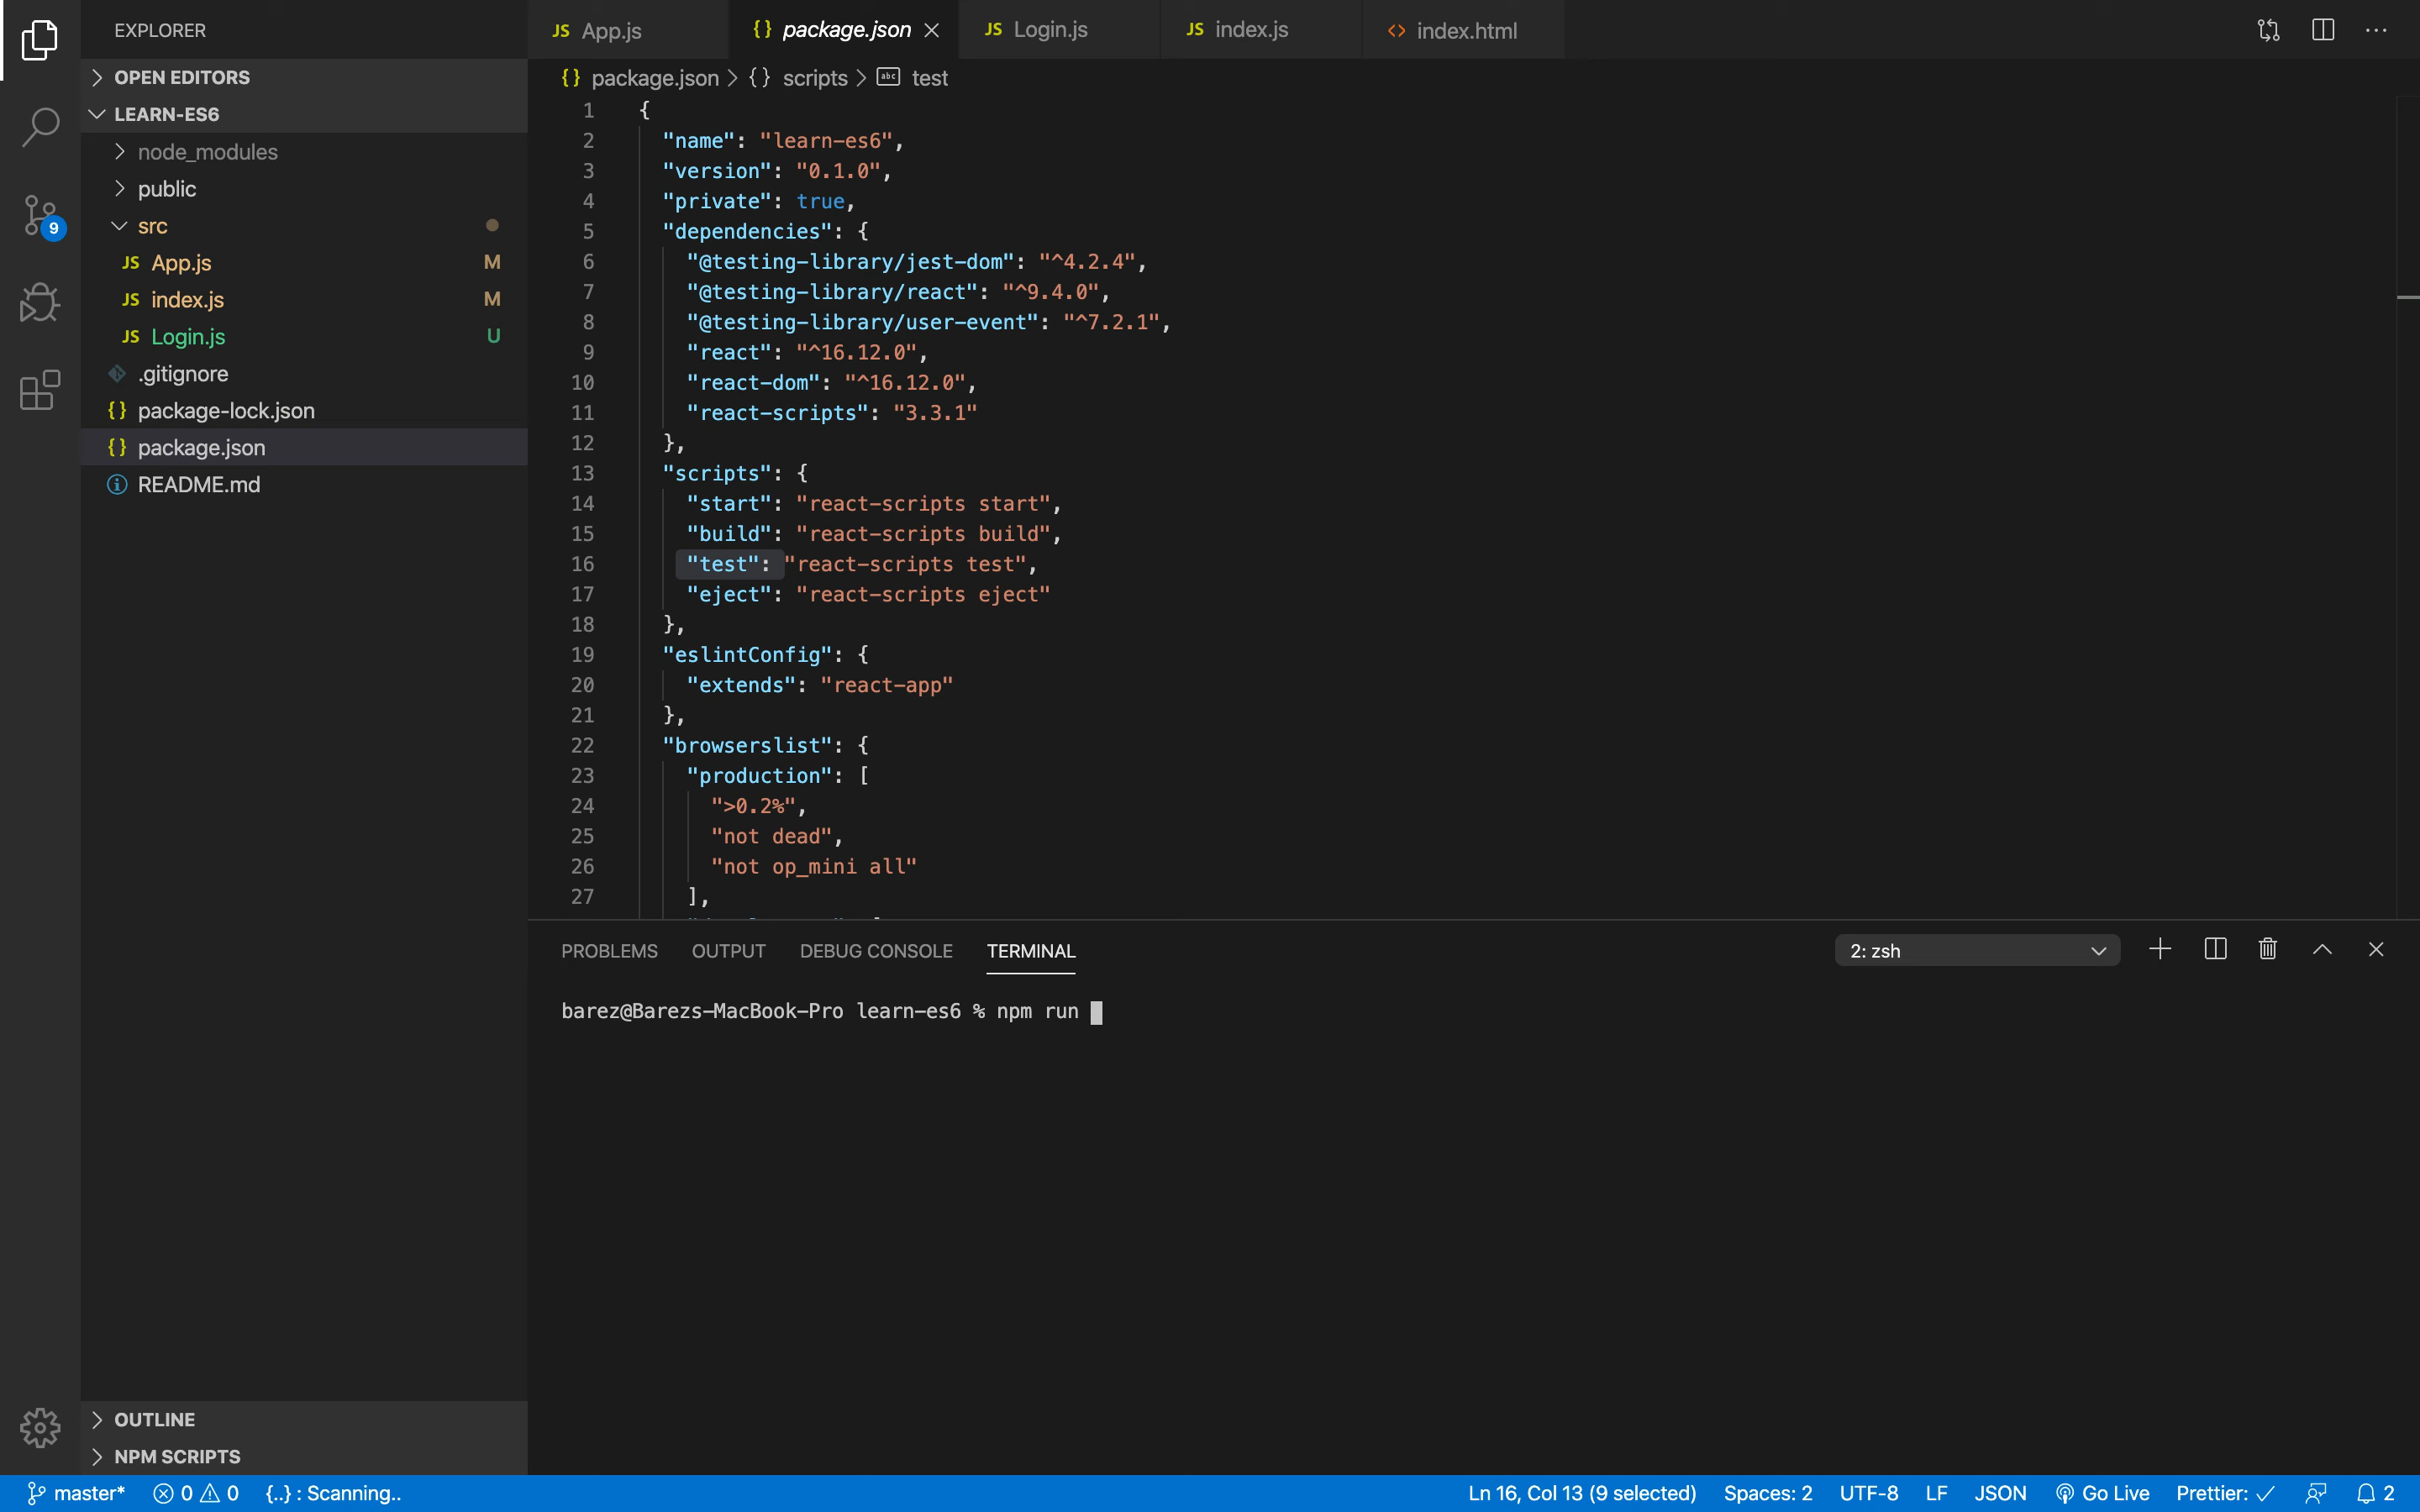 EXPLORER
OPEN EDITORS
LEARN-ES6
node_modules
public
src
JS App.js M
JS index.js M
JS Login.js U
.gitignore
{} package-lock.json
{} package.json
README.md
OUTLINE
NPM SCRIPTS
9
JS App.js
{} package.json
JS Login.js
JS index.js
<> index.html
{} package.json > {} scripts > abc test
1 {
2 "name": "learn-es6",
3 "version": "0.1.0",
4 "private": true,
5 "dependencies": {
6 "@testing-library/jest-dom": "^4.2.4",
7 "@testing-library/react": "^9.4.0",
8 "@testing-library/user-event": "^7.2.1",
9 "react": "^16.12.0",
10 "react-dom": "^16.12.0",
11 "react-scripts": "3.3.1"
12 },
13 "scripts": {
14 "start": "react-scripts start",
15 "build": "react-scripts build",
16 "test": "react-scripts test",
17 "eject": "react-scripts eject"
18 },
19 "eslintConfig": {
20 "extends": "react-app"
21 },
22 "browserslist": {
23 "production": [
24 ">0.2%",
25 "not dead",
26 "not op_mini all"
27 ],
PROBLEMS OUTPUT DEBUG CONSOLE TERMINAL 2: zsh
barez@Barezs-MacBook-Pro learn-es6 % npm run
master* 0 0 {..} : Scanning.. Ln 16, Col 13 (9 selected) Spaces: 2 UTF-8 LF JSON Go Live Prettier: ✓ 2